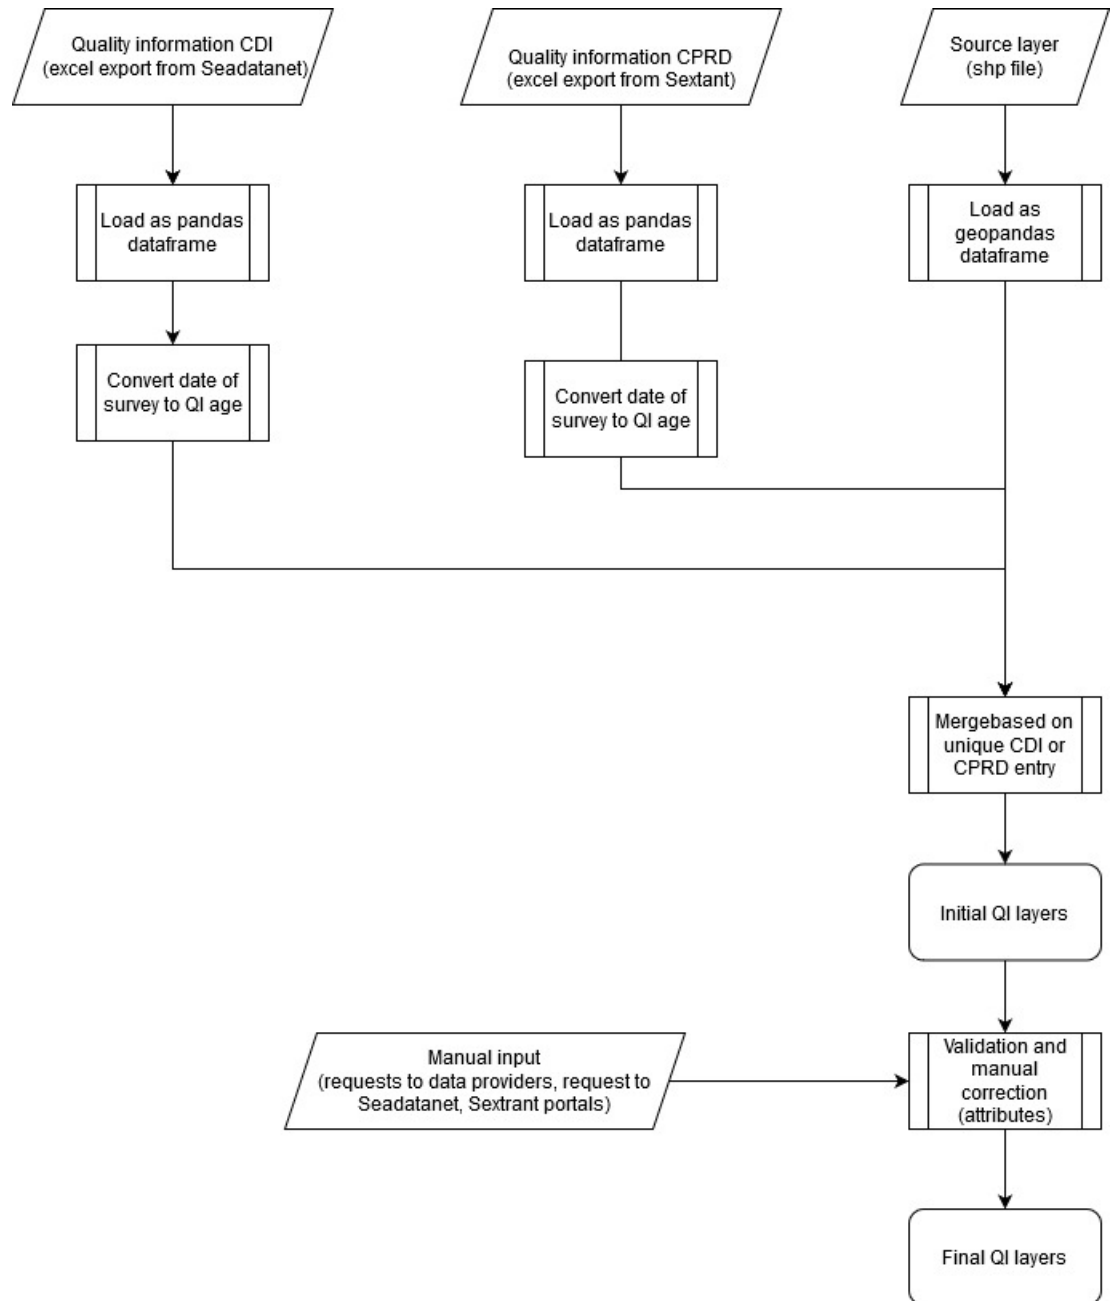 Quality information CDI
(excel export from Seadatanet)
Quality information CPRD
(excel export from Sextant)
Source layer
(shp file)
Load as pandas
dataframe
Load as pandas
dataframe
Load as
geopandas
dataframe
Convert date of
survey to QI age
Convert date of
survey to QI age
Mergebased on
unique CDI or
CPRD entry
Initial QI layers
Manual input
(requests to data providers, request to
Seadatanet, Sextrant portals)
Validation and
manual
correction
(attributes)
Final QI layers